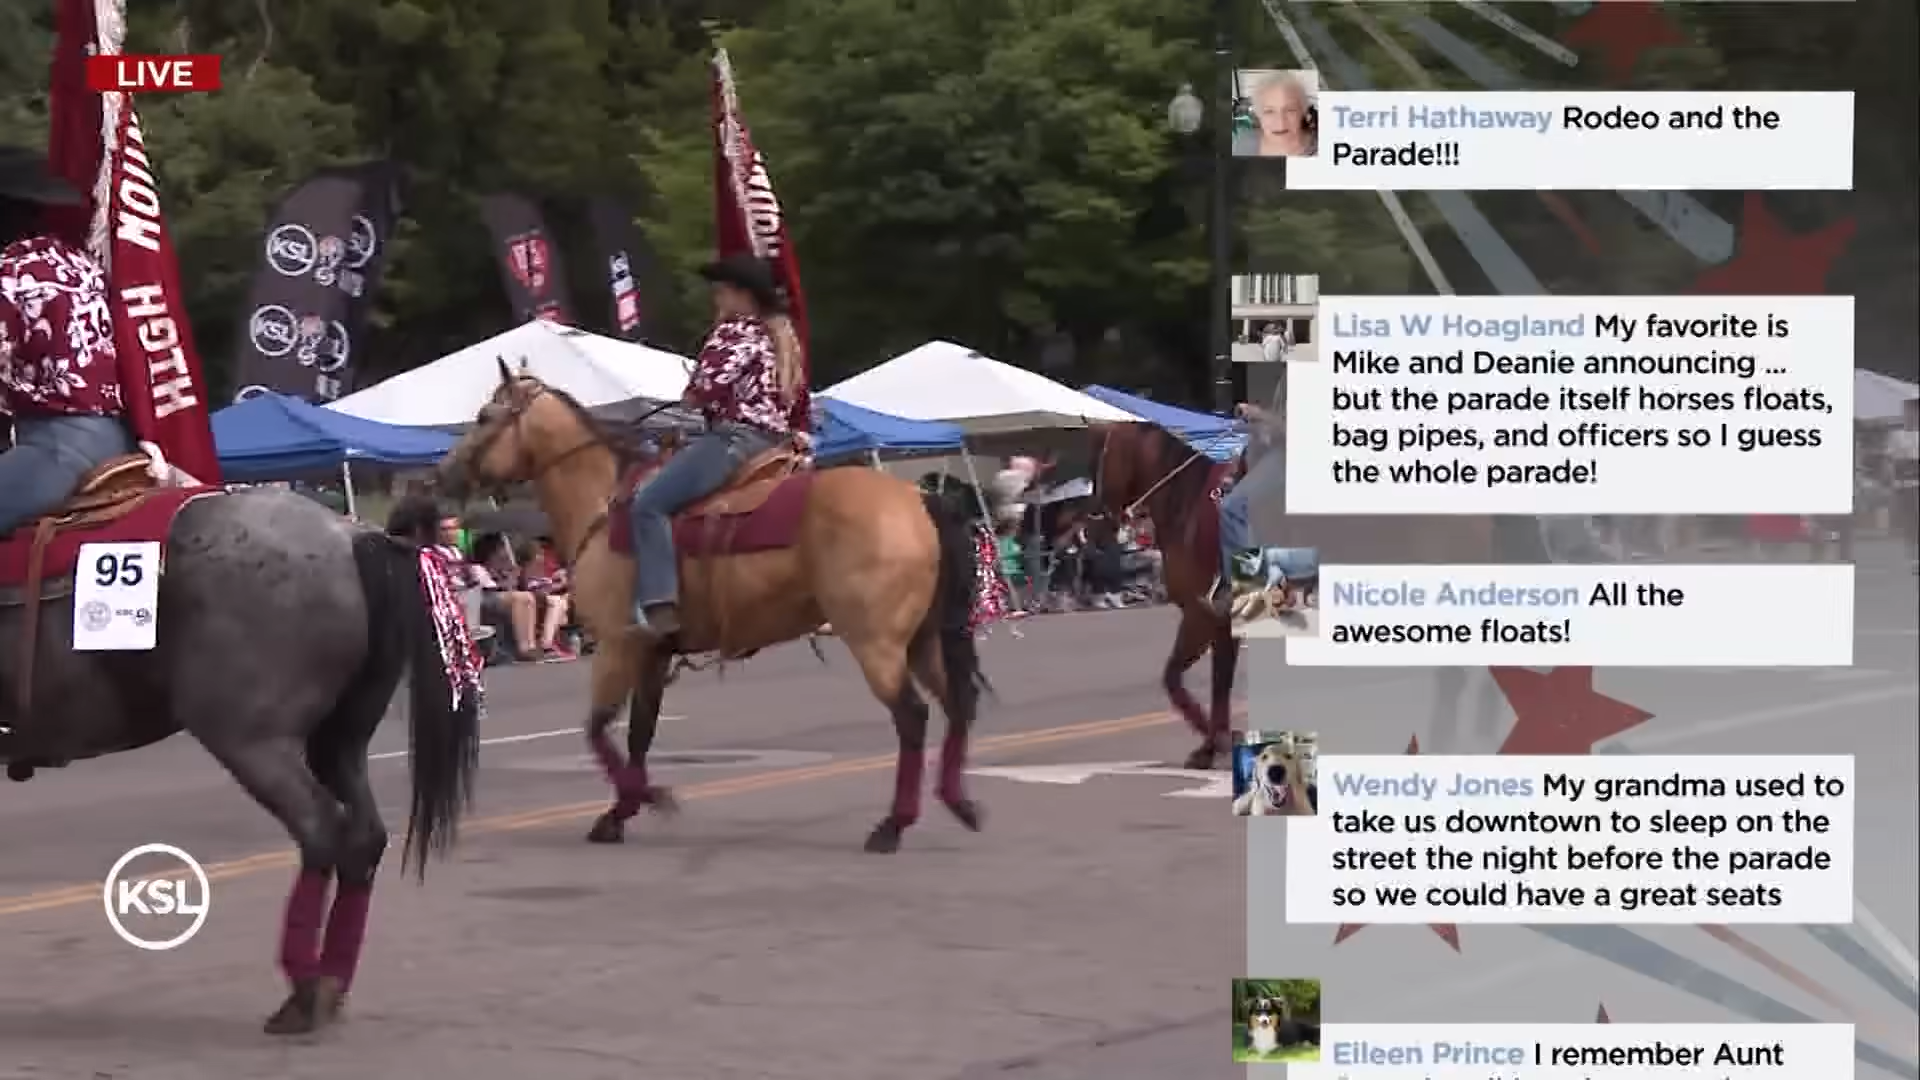 LIVE
MOUN
HIGH
MOUN
KSL
KSL
95
KSL
Terri Hathaway Rodeo and the
Parade!!!
Lisa W Hoagland My favorite is
Mike and Deanie announcing ...
but the parade itself horses floats,
bag pipes, and officers so I guess
the whole parade!
Nicole Anderson All the
awesome floats!
Wendy Jones My grandma used to
take us downtown to sleep on the
street the night before the parade
so we could have a great seats
Eileen Prince I remember Aunt